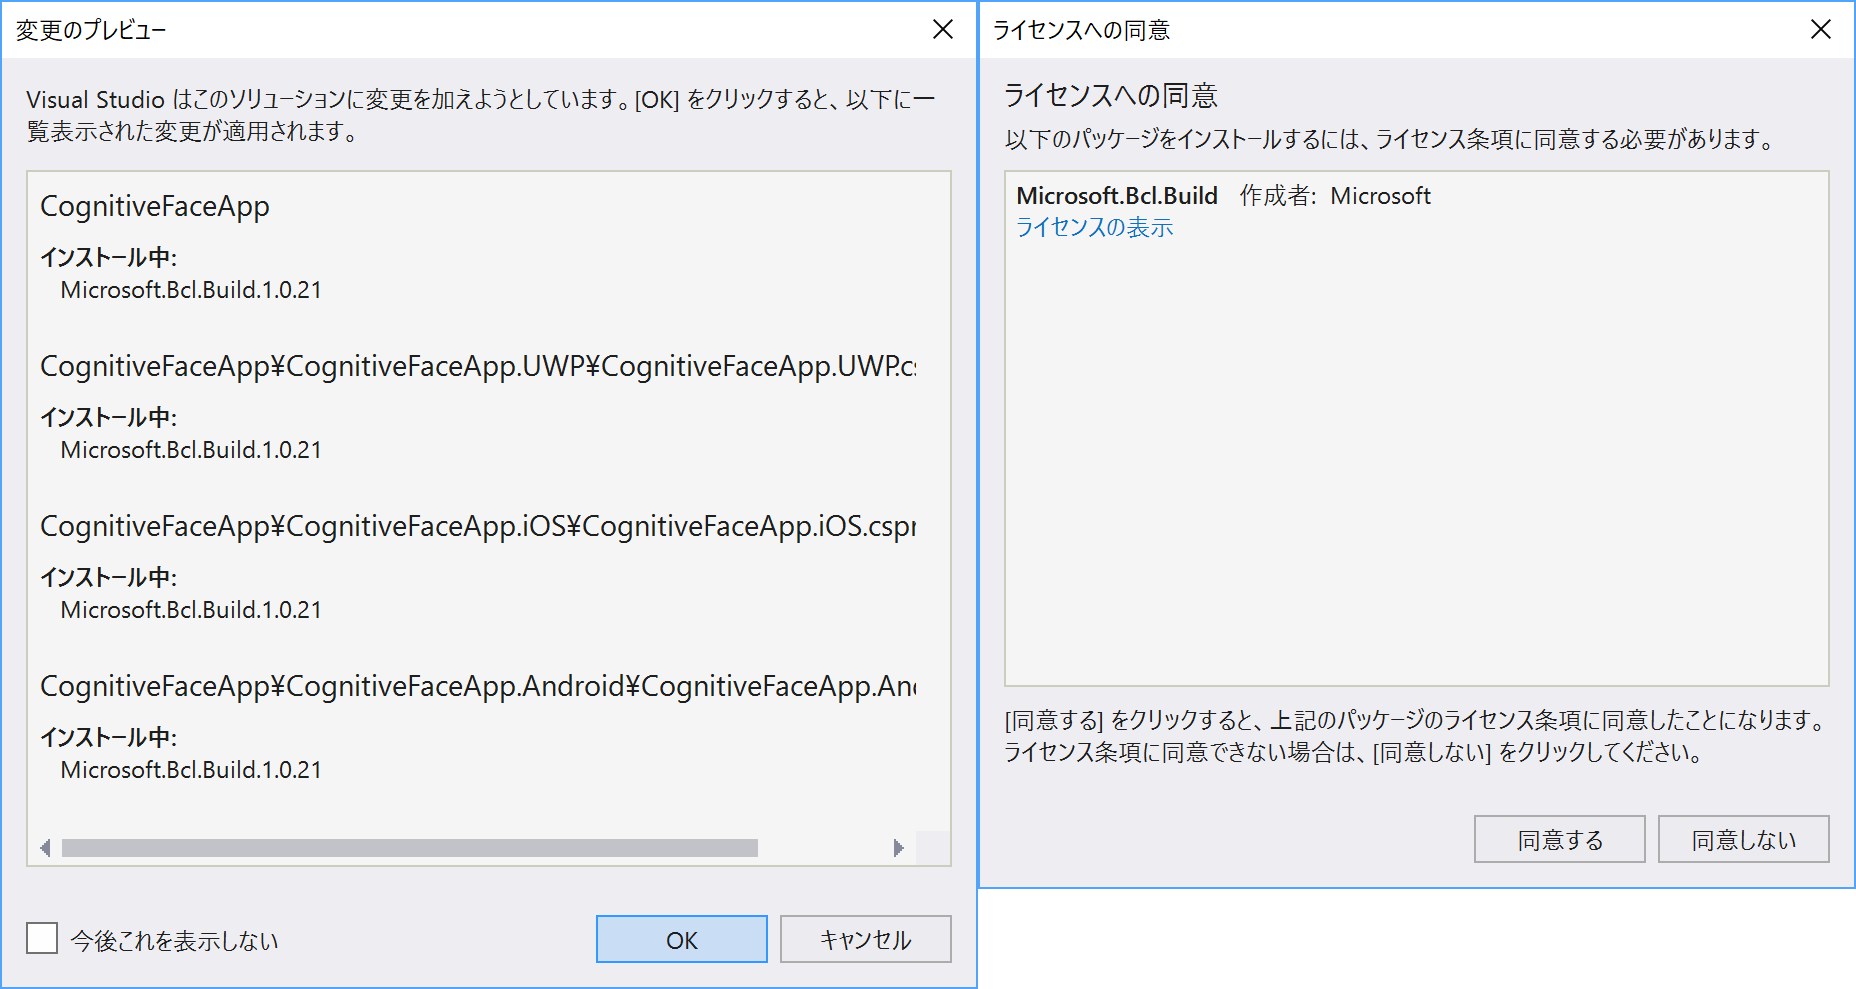 変更のプレビュー
Visual Studio はこのソリューションに変更を加えようとしています。[OK] をクリックすると、以下に一
覧表示された変更が適用されます。
CognitiveFaceApp
インストール中:
Microsoft.Bcl.Build.1.0.21
CognitiveFaceApp¥CognitiveFaceApp.UWP¥CognitiveFaceApp.UWP.cs
インストール中:
Microsoft.Bcl.Build.1.0.21
CognitiveFaceApp¥CognitiveFaceApp.iOS¥CognitiveFaceApp.iOS.cspr
インストール中:
Microsoft.Bcl.Build.1.0.21
CognitiveFaceApp¥CognitiveFaceApp.Android¥CognitiveFaceApp.And
インストール中:
Microsoft.Bcl.Build.1.0.21
今後これを表示しない
OK
キャンセル
ライセンスへの同意
ライセンスへの同意
以下のパッケージをインストールするには、ライセンス条項に同意する必要があります。
Microsoft.Bcl.Build 作成者: Microsoft
ライセンスの表示
[同意する] をクリックすると、上記のパッケージのライセンス条項に同意したことになります。
ライセンス条項に同意できない場合は、[同意しない] をクリックしてください。
同意する
同意しない